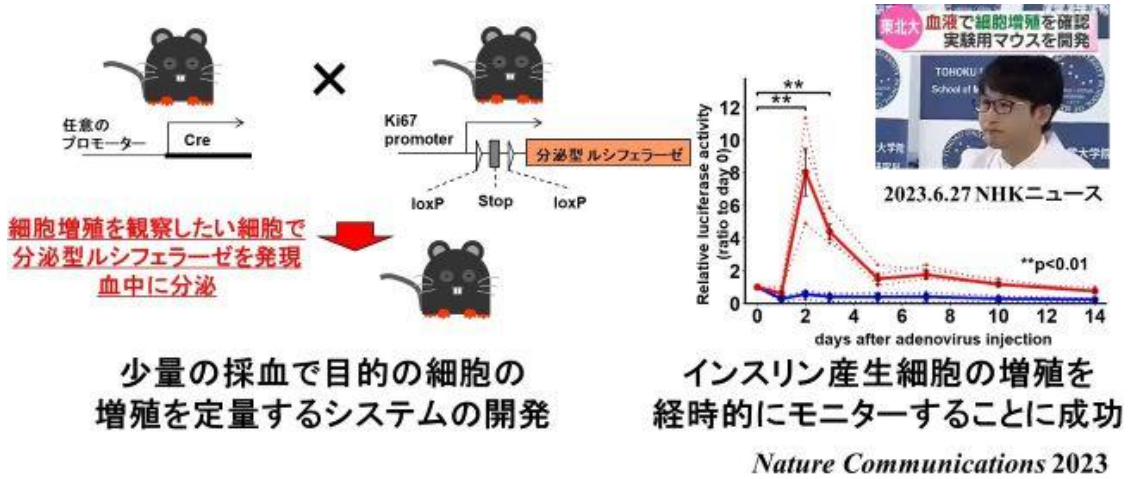 東北大
血液で細胞増殖を確認
実験用マウスを開発
TOHOKU
School of M
大学院
2023.6.27 NHKニュース
×
任意の
プロモーター
Cre
Ki67
promoter
分泌型 ルシフェラーゼ
loxP
Stop
loxP
細胞増殖を観察したい細胞で
分泌型ルシフェラーゼを発現
血中に分泌
少量の採血で目的の細胞の
増殖を定量するシステムの開発
Relative luciferase activity
(ratio to day 0)
12
10
8
6
4
2
0
**
**
**p<0.01
0 2 4 6 8 10 12 14
days after adenovirus injection
インスリン産生細胞の増殖を
経時的にモニターすることに成功
Nature Communications 2023